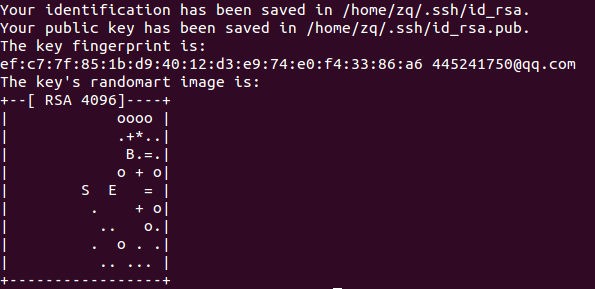 Your identification has been saved in /home/zq/.ssh/id_rsa.
Your public key has been saved in /home/zq/.ssh/id_rsa.pub.
The key fingerprint is:
ef:c7:7f:85:1b:d9:40:12:d3:e9:74:e0:f4:33:86:a6 445241750@qq.com
The key's randomart image is:
+--[ RSA 4096]----+
|            oooo |
|            .+*..|
|             B.=.|
|            o + o|
|        S  E   = |
|         .    + o|
|          ..   o.|
|         .  o . .|
|          .. ... |
+-----------------+